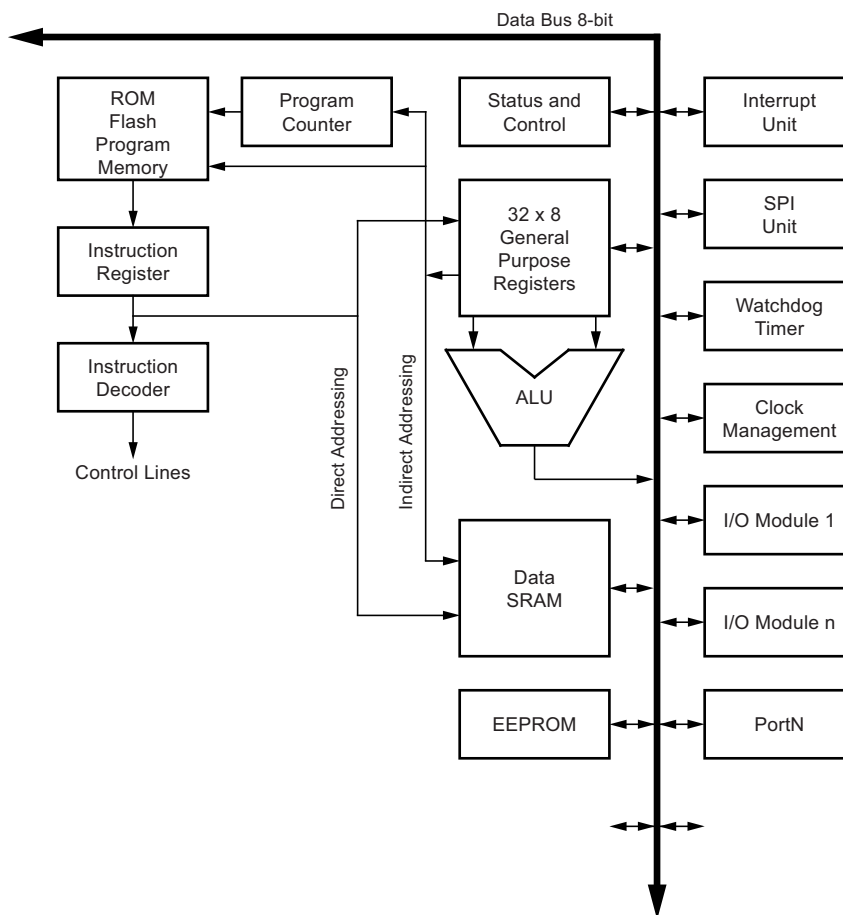 Data Bus 8-bit
ROM
Flash
Program
Memory
Program
Counter
Status and
Control
Interrupt
Unit
32 x 8
General
Purpose
Registers
SPI
Unit
Instruction
Register
Watchdog
Timer
Instruction
Decoder
Direct Addressing
Indirect Addressing
ALU
Clock
Management
Control Lines
I/O Module 1
Data
SRAM
I/O Module n
EEPROM
PortN